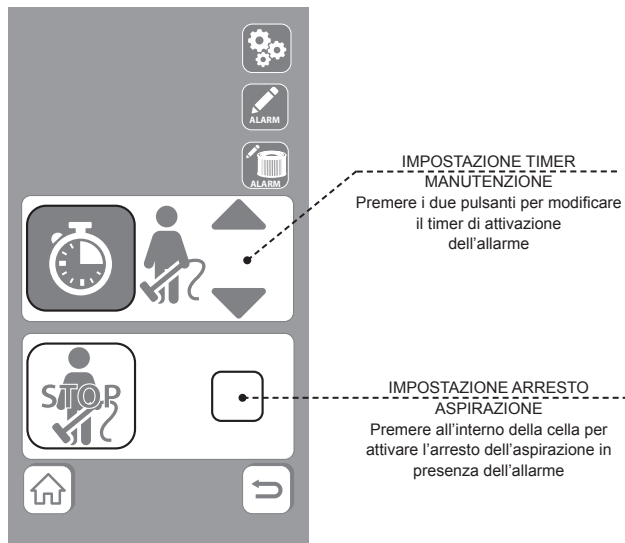 ALARM
ALARM
IMPOSTAZIONE TIMER
MANUTENZIONE
Premere i due pulsanti per modificare
il timer di attivazione
dell’allarme
STOP
IMPOSTAZIONE ARRESTO
ASPIRAZIONE
Premere all’interno della cella per
attivare l’arresto dell’aspirazione in
presenza dell’allarme